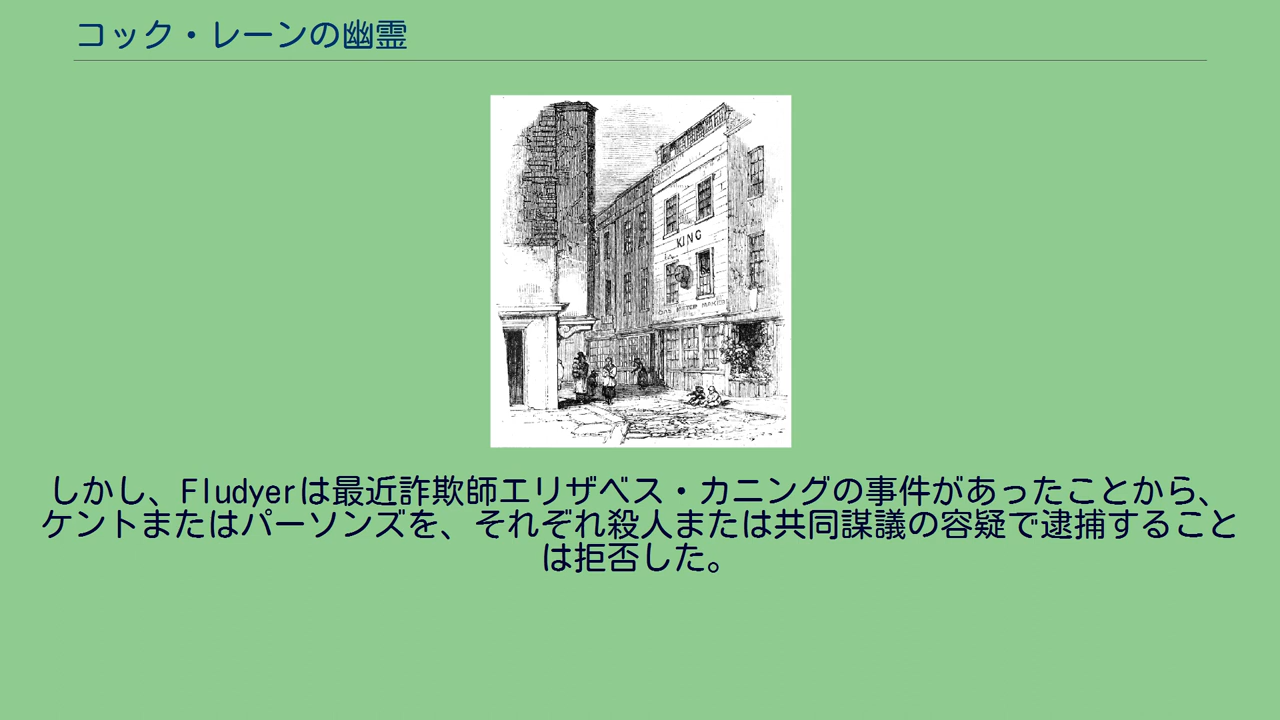 コック・レーンの幽霊
KING
しかし、Fludyerは最近詐欺師エリザベス・カニングの事件があったことから、
ケントまたはパーソンズを、それぞれ殺人または共同謀議の容疑で逮捕すること
は拒否した。